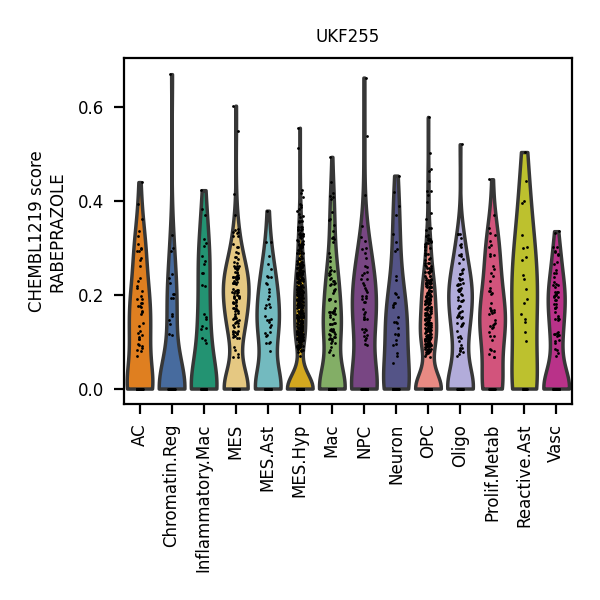 UKF255
CHEMBL1219 score
RABEPRAZOLE
0.6
0.4
0.2
0.0
AC
Chromatin.Reg
Inflammatory.Mac
MES
MES.Ast
MES.Hyp
Mac
NPC
Neuron
OPC
Oligo
Prolif.Metab
Reactive.Ast
Vasc